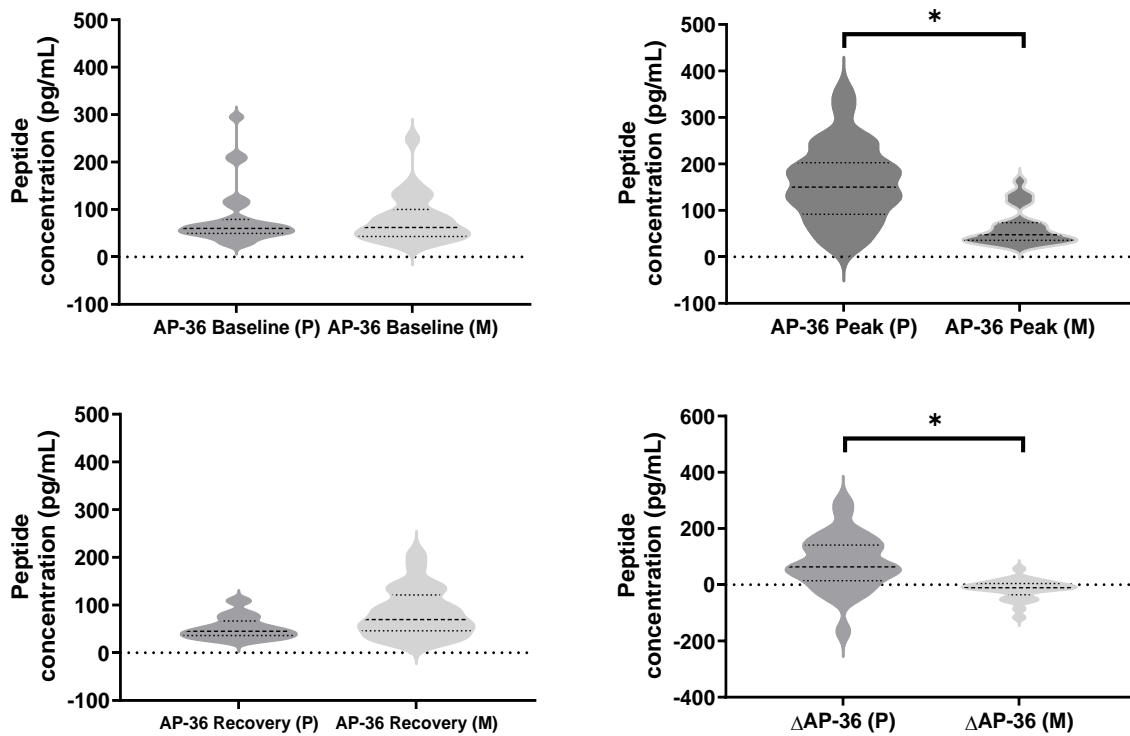 500
400
300
200
100
0
-100
Peptide
concentration (pg/mL)
AP-36 Baseline (P) AP-36 Baseline (M)
*
500
400
300
200
100
0
-100
Peptide
concentration (pg/mL)
AP-36 Peak (P) AP-36 Peak (M)
500
400
300
200
100
0
-100
Peptide
concentration (pg/mL)
AP-36 Recovery (P) AP-36 Recovery (M)
*
600
400
200
0
-200
-400
Peptide
concentration (pg/mL)
∆AP-36 (P) ∆AP-36 (M)